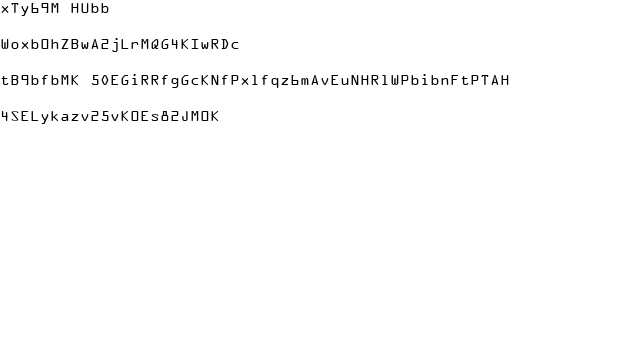 xTy69M HUbb
WoxbOhZBwA2jLrMQG4KIwRDc
tB9bfbMK 50EGiRRfgGcKNfPx1fqz6mAvEuNHR1WPbibnFtPTAH
4SELykazv25vKOEs82JMOK